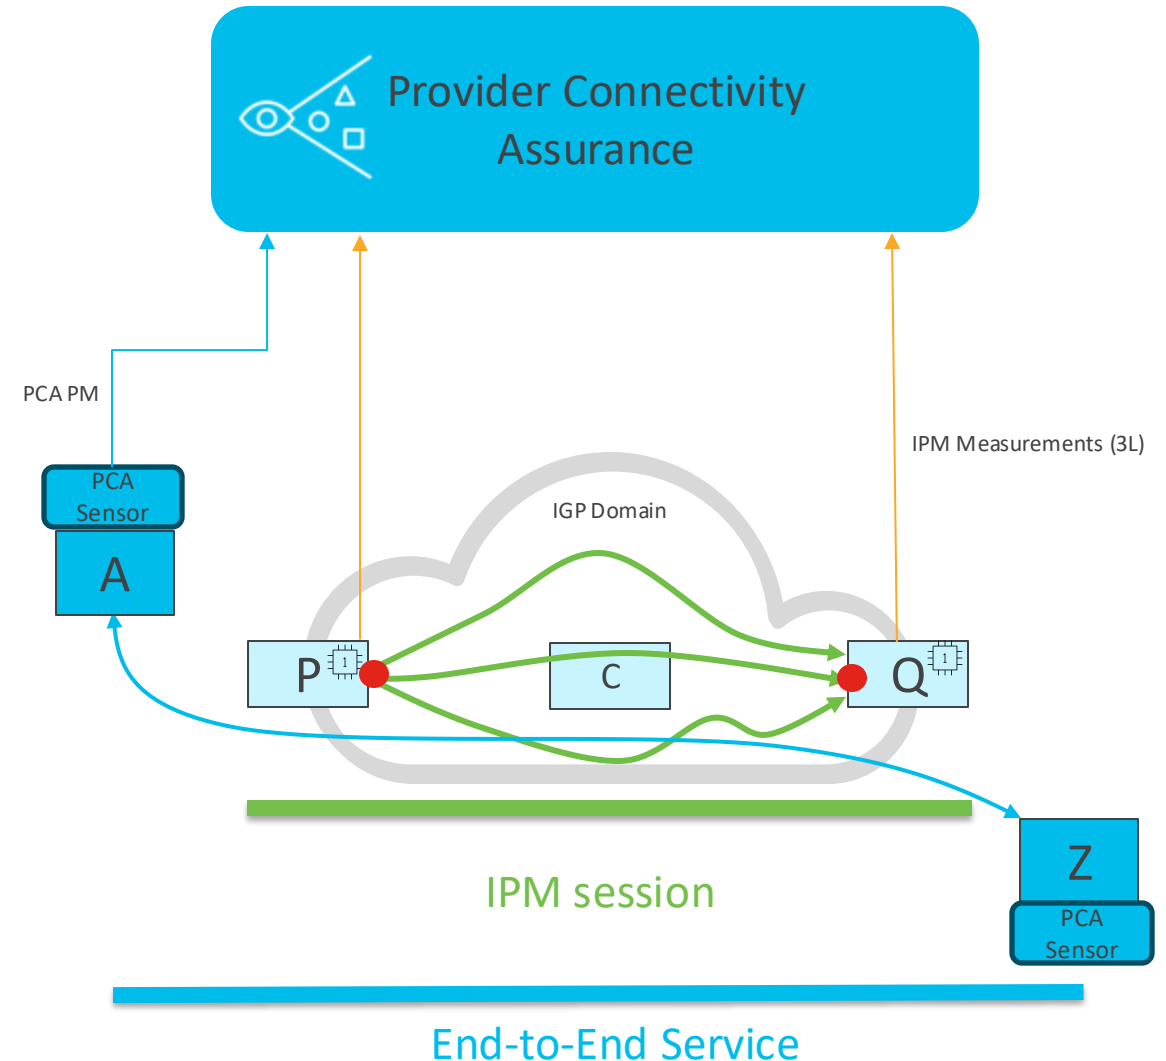 Provider Connectivity
Assurance
PCA PM
IPM Measurements (3L)
PCA
Sensor
IGP Domain
A
P
1
C
Q
1
Z
PCA
Sensor
IPM session
End-to-End Service